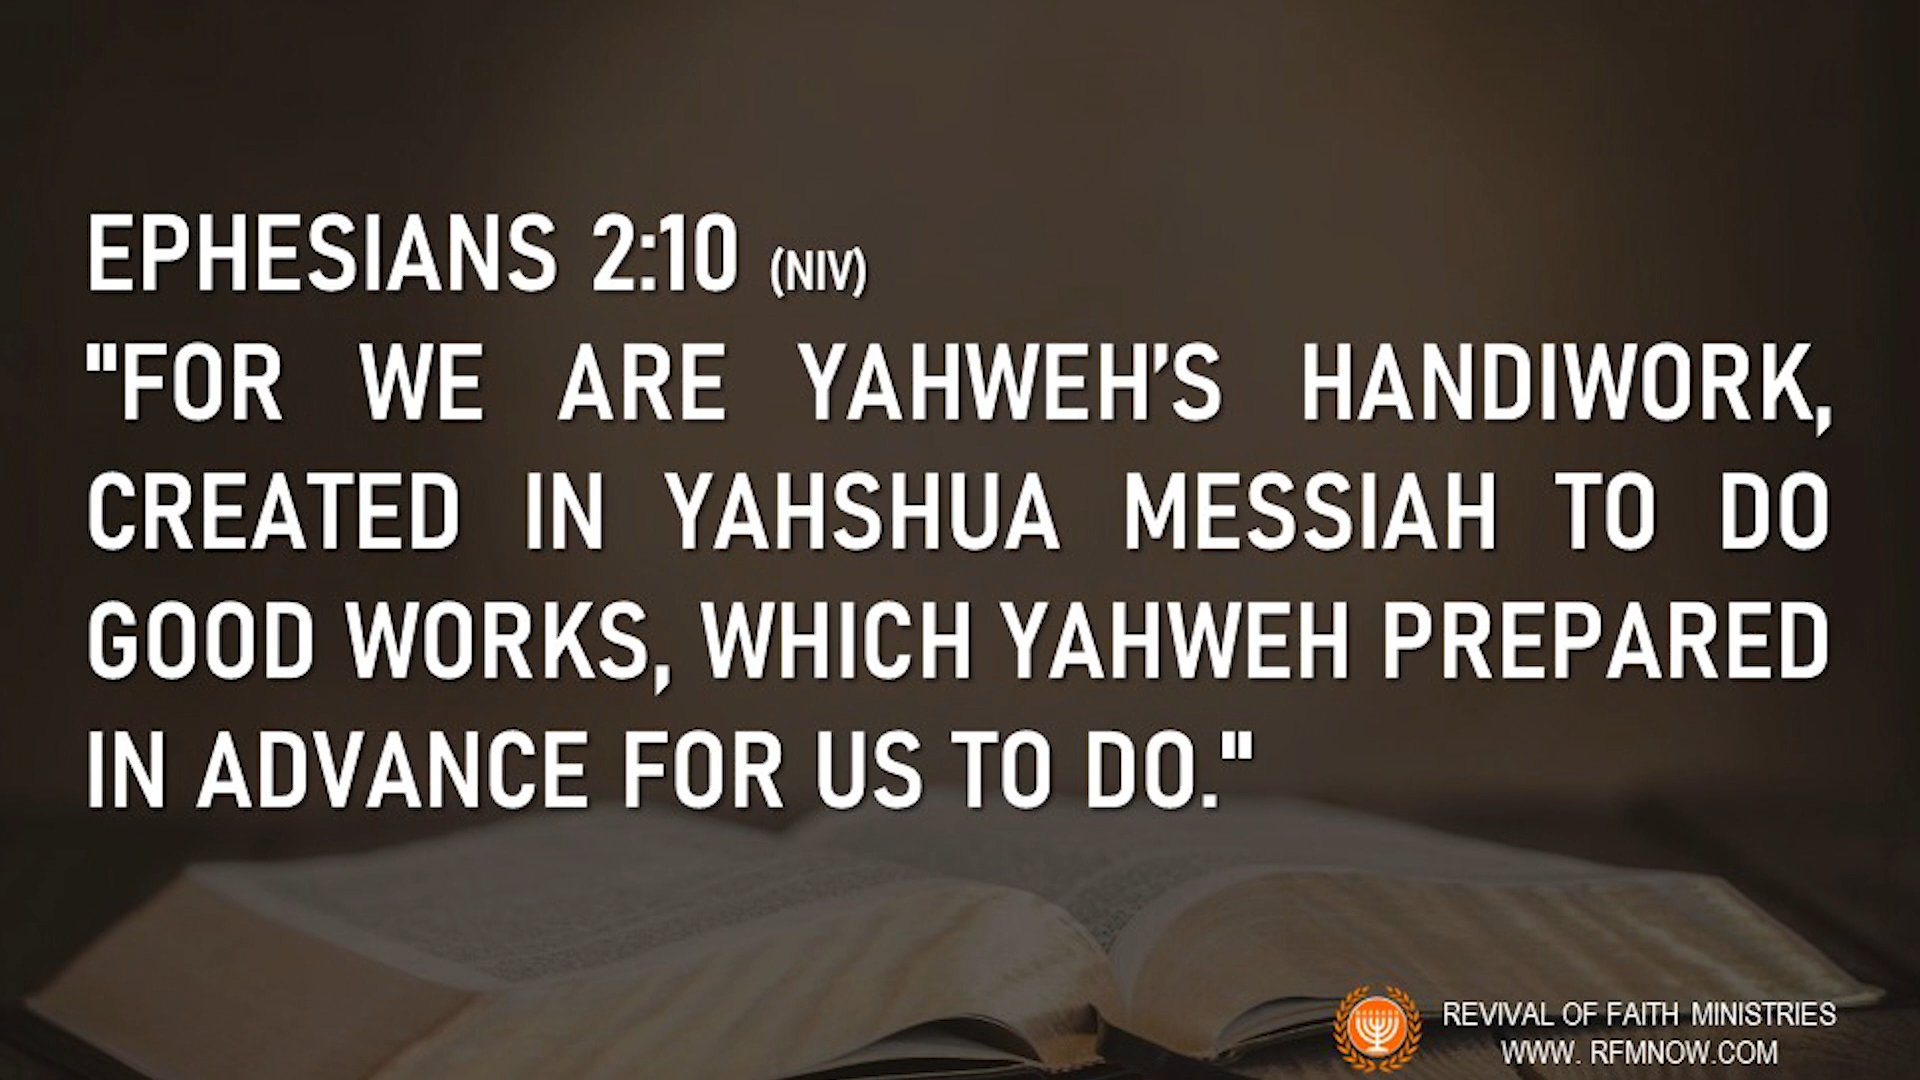 EPHESIANS 2:10 (NIV)
"FOR WE ARE YAHWEH’S HANDIWORK,
CREATED IN YAHSHUA MESSIAH TO DO
GOOD WORKS, WHICH YAHWEH PREPARED
IN ADVANCE FOR US TO DO."
REVIVAL OF FAITH MINISTRIES
WWW. RFMNOW.COM